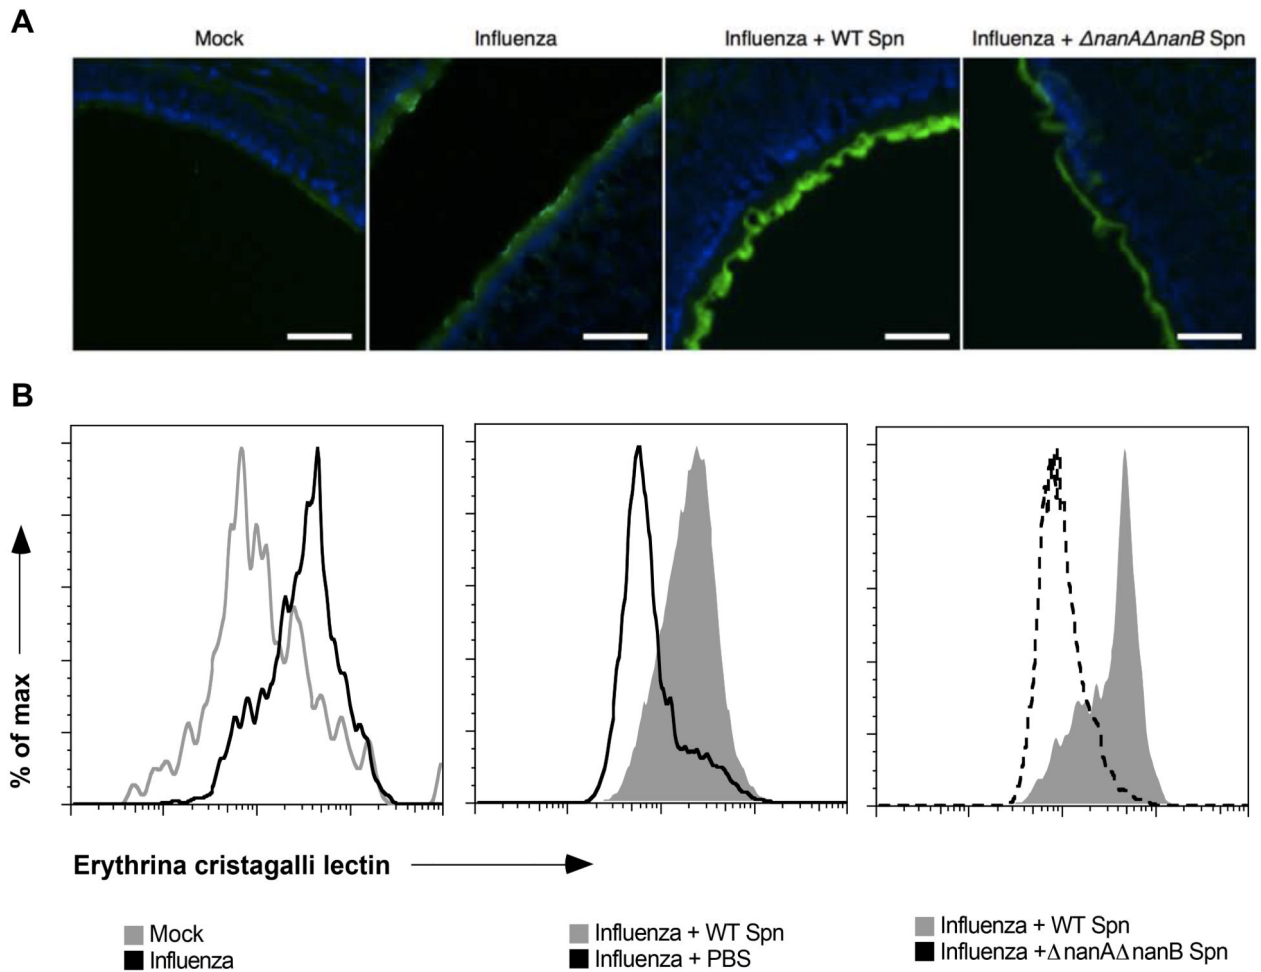 A
Mock
Influenza
Influenza + WT Spn
Influenza + ΔnanAΔnanB Spn
B
% of max
Erythrina cristagalli lectin
Mock
Influenza
Influenza + WT Spn
Influenza + PBS
Influenza + WT Spn
Influenza +ΔnanAΔnanB Spn